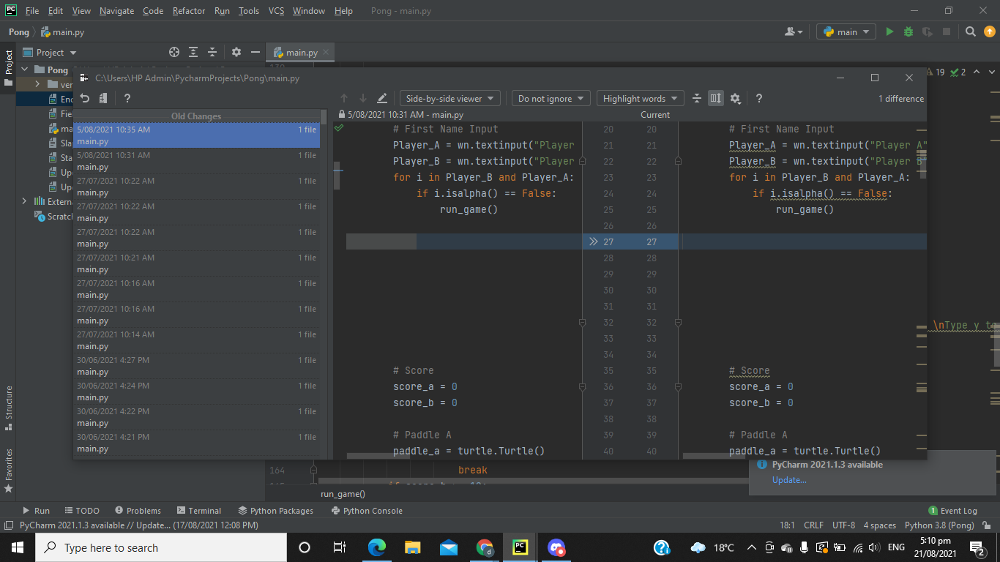 PC File Edit View Navigate Code Refactor Run Tools VCS Window Help Pong - main.py
Pong main.py main
Project main.py
Project
Pong
C:\Users\HP Admin\PycharmProjects\Pong\main.py
19 2
Side-by-side viewer Do not ignore Highlight words 1 difference
Old Changes
5/08/2021 10:31 AM - main.py Current
5/08/2021 10:35 AM 1 file
main.py
5/08/2021 10:31 AM 1 file
main.py
27/07/2021 10:22 AM 1 file
main.py
27/07/2021 10:22 AM 1 file
main.py
27/07/2021 10:22 AM 1 file
main.py
27/07/2021 10:21 AM 1 file
main.py
27/07/2021 10:16 AM 1 file
main.py
27/07/2021 10:16 AM 1 file
main.py
27/07/2021 10:14 AM 1 file
main.py
30/06/2021 4:27 PM 1 file
main.py
30/06/2021 4:24 PM 1 file
main.py
30/06/2021 4:22 PM 1 file
main.py
30/06/2021 4:21 PM 1 file
main.py
ver
End
Fiel
ma
Sla
Sta
Upd
Upd
Extern
Scratch
# First Name Input 20 20 # First Name Input
Player_A = wn.textinput("Player 21 21 Player_A = wn.textinput("Player A"
Player_B = wn.textinput("Player 22 22 Player_B = wn.textinput("Player B"
for i in Player_B and Player_A: 23 23 for i in Player_B and Player_A:
if i.isalpha() == False: 24 24 if i.isalpha() == False:
run_game() 25 25 run_game()
26 26
27 27
28 28
29 29
30 30
31 31
32 32
33 33
34 34
# Score 35 35 # Score
score_a = 0 36 36 score_a = 0
score_b = 0 37 37 score_b = 0
38 38
# Paddle A 39 39 # Paddle A
paddle_a = turtle.Turtle() 40 40 paddle_a = turtle.Turtle()
\nType y to
164 break
run_game()
PyCharm 2021.1.3 available
Update...
Structure
Favorites
Run TODO Problems Terminal Python Packages Python Console 1 Event Log
PyCharm 2021.1.3 available // Update... (17/08/2021 12:08 PM) 18:1 CRLF UTF-8 4 spaces Python 3.8 (Pong)
Type here to search
PC
d
18°C ENG
5:10 pm
21/08/2021
2